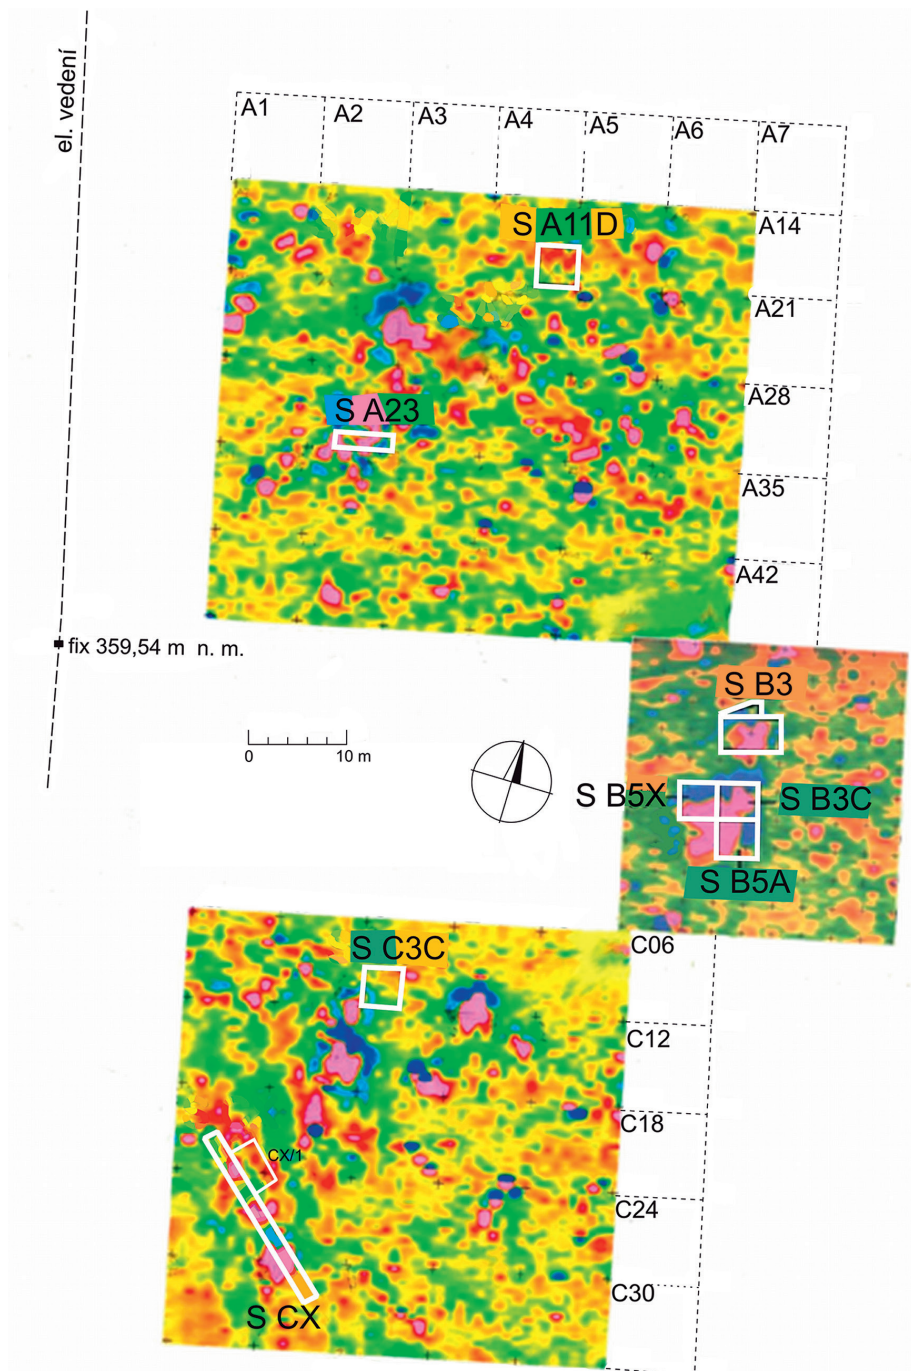 el. vedení
A1
A2
A3
A4
A5
A6
A7
S A11D
A14
A21
A28
S A23
A35
A42
fix 359,54 m n. m.
0 10 m
S B3
S B5X
S B3C
S B5A
C06
S C3C
C12
C18
CX/1
C24
C30
S CX